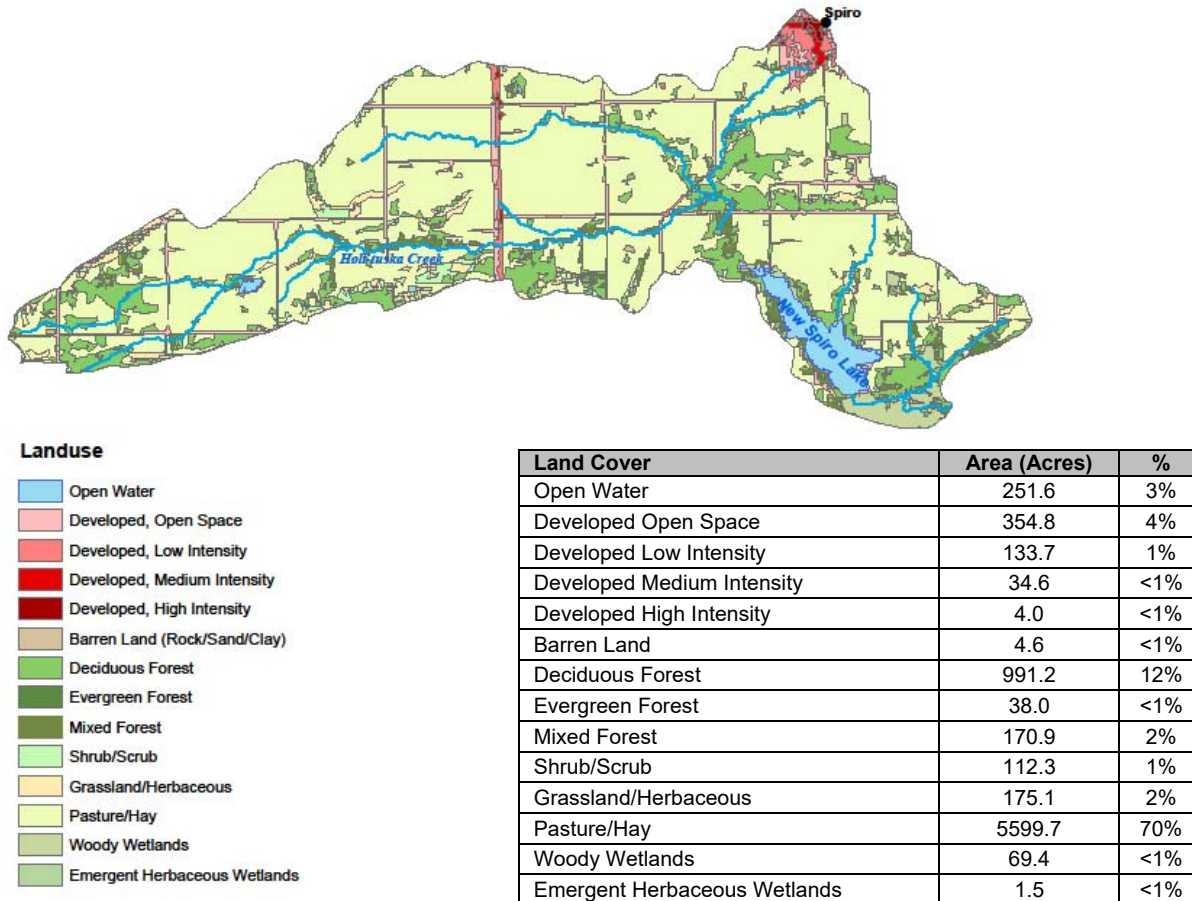 Spiro
Holi-tuska Creek
New Spiro Lake
Landuse
Open Water
Developed, Open Space
Developed, Low Intensity
Developed, Medium Intensity
Developed, High Intensity
Barren Land (Rock/Sand/Clay)
Deciduous Forest
Evergreen Forest
Mixed Forest
Shrub/Scrub
Grassland/Herbaceous
Pasture/Hay
Woody Wetlands
Emergent Herbaceous Wetlands
Land Cover Area (Acres) %
Open Water 251.6 3%
Developed Open Space 354.8 4%
Developed Low Intensity 133.7 1%
Developed Medium Intensity 34.6 <1%
Developed High Intensity 4.0 <1%
Barren Land 4.6 <1%
Deciduous Forest 991.2 12%
Evergreen Forest 38.0 <1%
Mixed Forest 170.9 2%
Shrub/Scrub 112.3 1%
Grassland/Herbaceous 175.1 2%
Pasture/Hay 5599.7 70%
Woody Wetlands 69.4 <1%
Emergent Herbaceous Wetlands 1.5 <1%